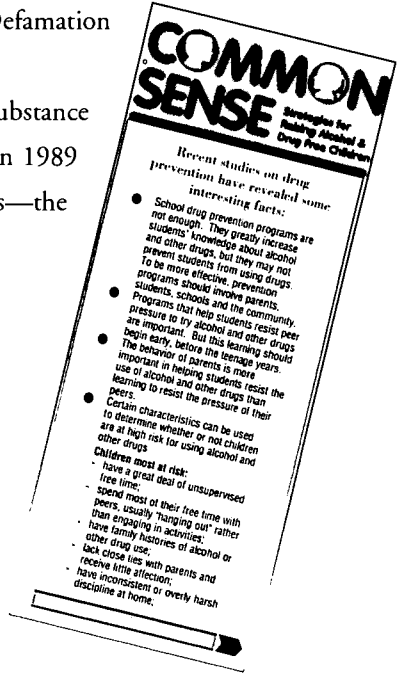 Defamation
ubstance
n 1989
s—the
COMMON
SENSE
Strategies for
Raising Alcohol &
Drug Free Children
Recent studies on drug
prevention have revealed some
interesting facts:
● School drug prevention programs are
not enough. They greatly increase
students' knowledge about alcohol
and other drugs, but they may not
prevent students from using drugs.
To be more effective, prevention
programs should involve parents,
students, schools and the community.
● Programs that help students resist peer
pressure to try alcohol and other drugs
are important. But this learning should
begin early, before the teenage years.
● The behavior of parents is more
important in helping students resist the
use of alcohol and other drugs than
learning to resist the pressure of their
peers.
● Certain characteristics can be used
to determine whether or not children
are at high risk for using alcohol and
other drugs
Children most at risk:
- have a great deal of unsupervised
free time;
- spend most of their free time with
peers, usually "hanging out" rather
than engaging in activities;
- have family histories of alcohol or
other drug use;
- lack close ties with parents and
receive little affection;
- have inconsistent or overly harsh
discipline at home;